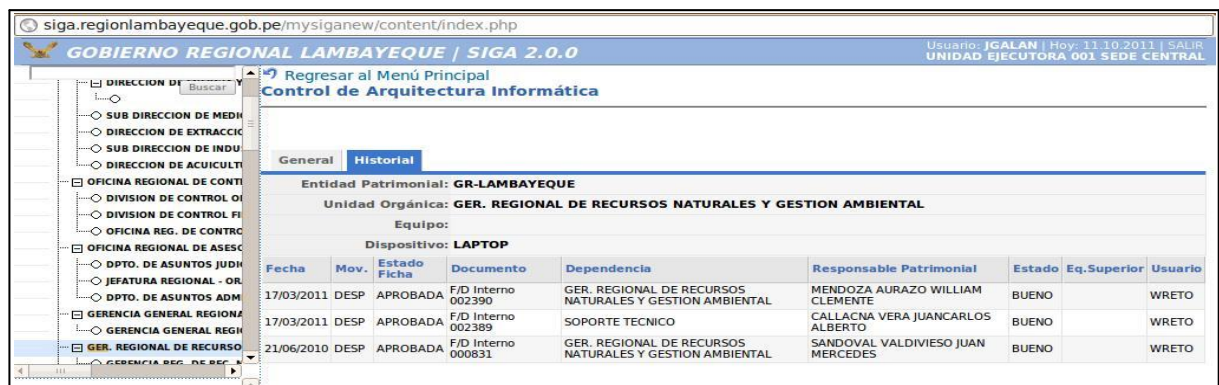 siga.regionlambayeque.gob.pe/mysiganew/content/index.php
GOBIERNO REGIONAL LAMBAYEQUE | SIGA 2.0.0
Usuario: JGALAN | Hoy: 11.10.2011 | SALIR
UNIDAD EJECUTORA 001 SEDE CENTRAL
Buscar
DIRECCION DE
SUB DIRECCION DE MEDI
DIRECCION DE EXTRACCI
SUB DIRECCION DE INDU
DIRECCION DE ACUICULT
OFICINA REGIONAL DE CONT
DIVISION DE CONTROL
DIVISION DE CONTROL FI
OFICINA REG. DE CONTRO
OFICINA REGIONAL DE ASES
DPTO. DE ASUNTOS JUDI
JEFATURA REGIONAL - OR
DPTO. DE ASUNTOS ADM
GERENCIA GENERAL REGION
GERENCIA GENERAL REGI
GER. REGIONAL DE RECURSO
GERENCIA REG. DE REC.
Regresar al Menú Principal
Control de Arquitectura Informática
General Historial
Entidad Patrimonial: GR-LAMBAYEQUE
Unidad Orgánica: GER. REGIONAL DE RECURSOS NATURALES Y GESTION AMBIENTAL
Equipo:
Dispositivo: LAPTOP
Fecha Mov. Estado Ficha Documento Dependencia Responsable Patrimonial Estado Eq.Superior Usuario
17/03/2011 DESP APROBADA F/D Interno 002390 GER. REGIONAL DE RECURSOS NATURALES Y GESTION AMBIENTAL MENDOZA AURAZO WILLIAM CLEMENTE BUENO WRETO
17/03/2011 DESP APROBADA F/D Interno 002389 SOPORTE TECNICO CALLACNA VERA JUANCARLOS ALBERTO BUENO WRETO
21/06/2010 DESP APROBADA F/D Interno 000831 GER. REGIONAL DE RECURSOS NATURALES Y GESTION AMBIENTAL SANDOVAL VALDIVIESO JUAN MERCEDES BUENO WRETO